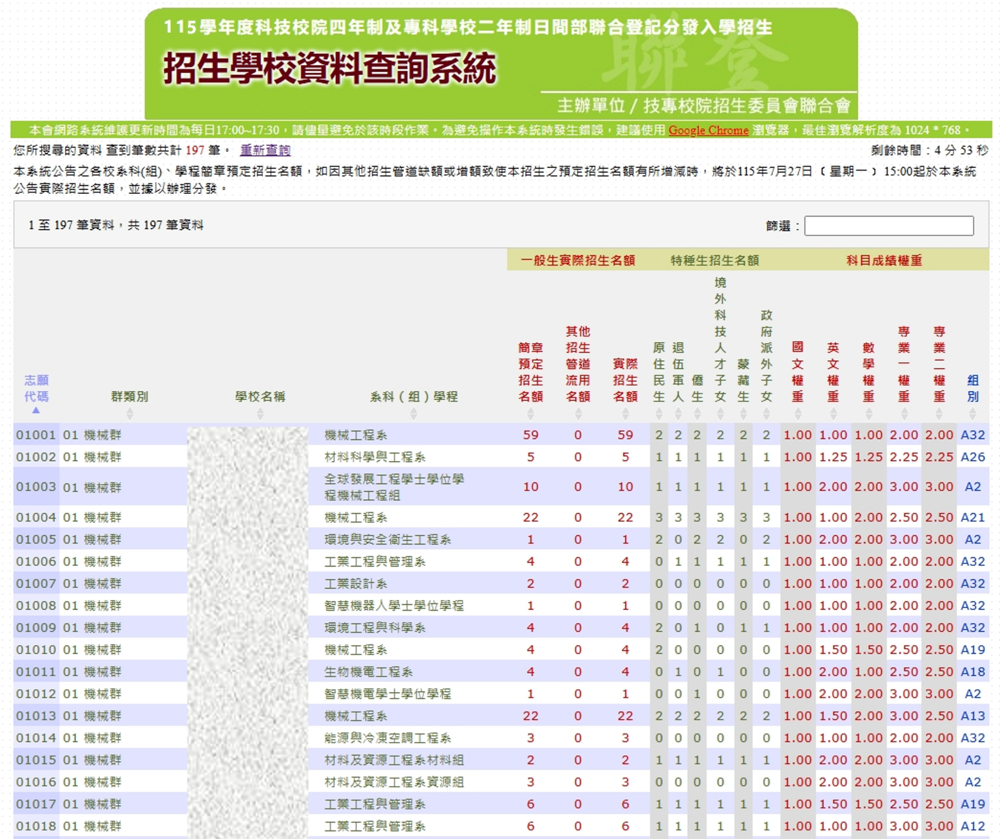 115學年度科技校院四年制及專科學校二年制日間部聯合登記分發入學招生
聯登
招生學校資料查詢系統
主辦單位 / 技專校院招生委員會聯合會
本會網路系統維護更新時間為每日17:00~17:30，請儘量避免於該時段作業。為避免操作本系統時發生錯誤，建議使用 Google Chrome 瀏覽器，最佳瀏覽解析度為 1024 * 768。
您所搜尋的資料 查到筆數共計 197 筆。 重新查詢 剩餘時間：4 分 53 秒
本系統公告之各校系科(組)、學程簡章預定招生名額，如因其他招生管道缺額或增額致使本招生之預定招生名額有所增減時，將於115年7月27日﹝星期一﹞15:00起於本系統
公告實際招生名額，並據以辦理分發。
1 至 197 筆資料，共 197 筆資料 篩選：
一般生實際招生名額 特種生招生名額 科目成績權重
志願代碼 群類別 學校名稱 系科（組）學程 簡章預定招生名額 其他招生管道流用名額 實際招生名額 原住民生 退伍軍人 僑生 境外科技人才子女 蒙藏生 政府派外子女 國文權重 英文權重 數學權重 專業一權重 專業二權重 組別
01001 01 機械群 機械工程系 59 0 59 2 2 2 2 2 2 1.00 1.00 1.00 2.00 2.00 A32
01002 01 機械群 材料科學與工程系 5 0 5 1 1 1 1 1 1 1.00 1.25 1.25 2.25 2.25 A26
01003 01 機械群 全球發展工程學士學位學程機械工程組 10 0 10 1 1 1 1 1 1 1.00 2.00 2.00 3.00 3.00 A2
01004 01 機械群 機械工程系 22 0 22 3 3 3 3 3 3 1.00 1.00 2.00 2.50 2.50 A21
01005 01 機械群 環境與安全衛生工程系 1 0 1 2 0 2 2 0 2 1.00 2.00 2.00 3.00 3.00 A2
01006 01 機械群 工業工程與管理系 4 0 4 0 1 1 1 1 1 1.00 1.00 1.00 2.00 2.00 A32
01007 01 機械群 工業設計系 2 0 2 0 0 0 0 0 0 1.00 1.00 1.00 2.00 2.00 A32
01008 01 機械群 智慧機器人學士學位學程 1 0 1 0 0 0 0 0 0 1.00 1.00 1.00 2.00 2.00 A32
01009 01 機械群 環境工程與科學系 4 0 4 2 0 1 0 1 1 1.00 1.00 1.00 2.00 2.00 A32
01010 01 機械群 機械工程系 4 0 4 2 0 0 0 0 0 1.00 1.50 1.50 2.50 2.50 A19
01011 01 機械群 生物機電工程系 4 0 4 0 1 0 1 0 0 1.00 2.00 1.00 2.50 2.50 A18
01012 01 機械群 智慧機電學士學位學程 1 0 1 0 0 1 0 0 0 1.00 2.00 2.00 3.00 3.00 A2
01013 01 機械群 機械工程系 22 0 22 2 2 2 2 2 2 1.00 1.50 2.00 3.00 2.50 A13
01014 01 機械群 能源與冷凍空調工程系 3 0 3 0 0 0 0 0 0 1.00 1.00 1.00 2.00 2.00 A32
01015 01 機械群 材料及資源工程系材料組 2 0 2 1 1 1 1 1 1 1.00 2.00 2.00 3.00 3.00 A2
01016 01 機械群 材料及資源工程系資源組 3 0 3 0 0 0 0 0 0 1.00 2.00 2.00 3.00 3.00 A2
01017 01 機械群 工業工程與管理系 6 0 6 1 1 1 1 1 1 1.00 1.50 1.50 2.50 2.50 A19
01018 01 機械群 工業工程與管理系 6 0 6 1 1 1 1 1 1 1.00 1.00 1.00 3.00 3.00 A12